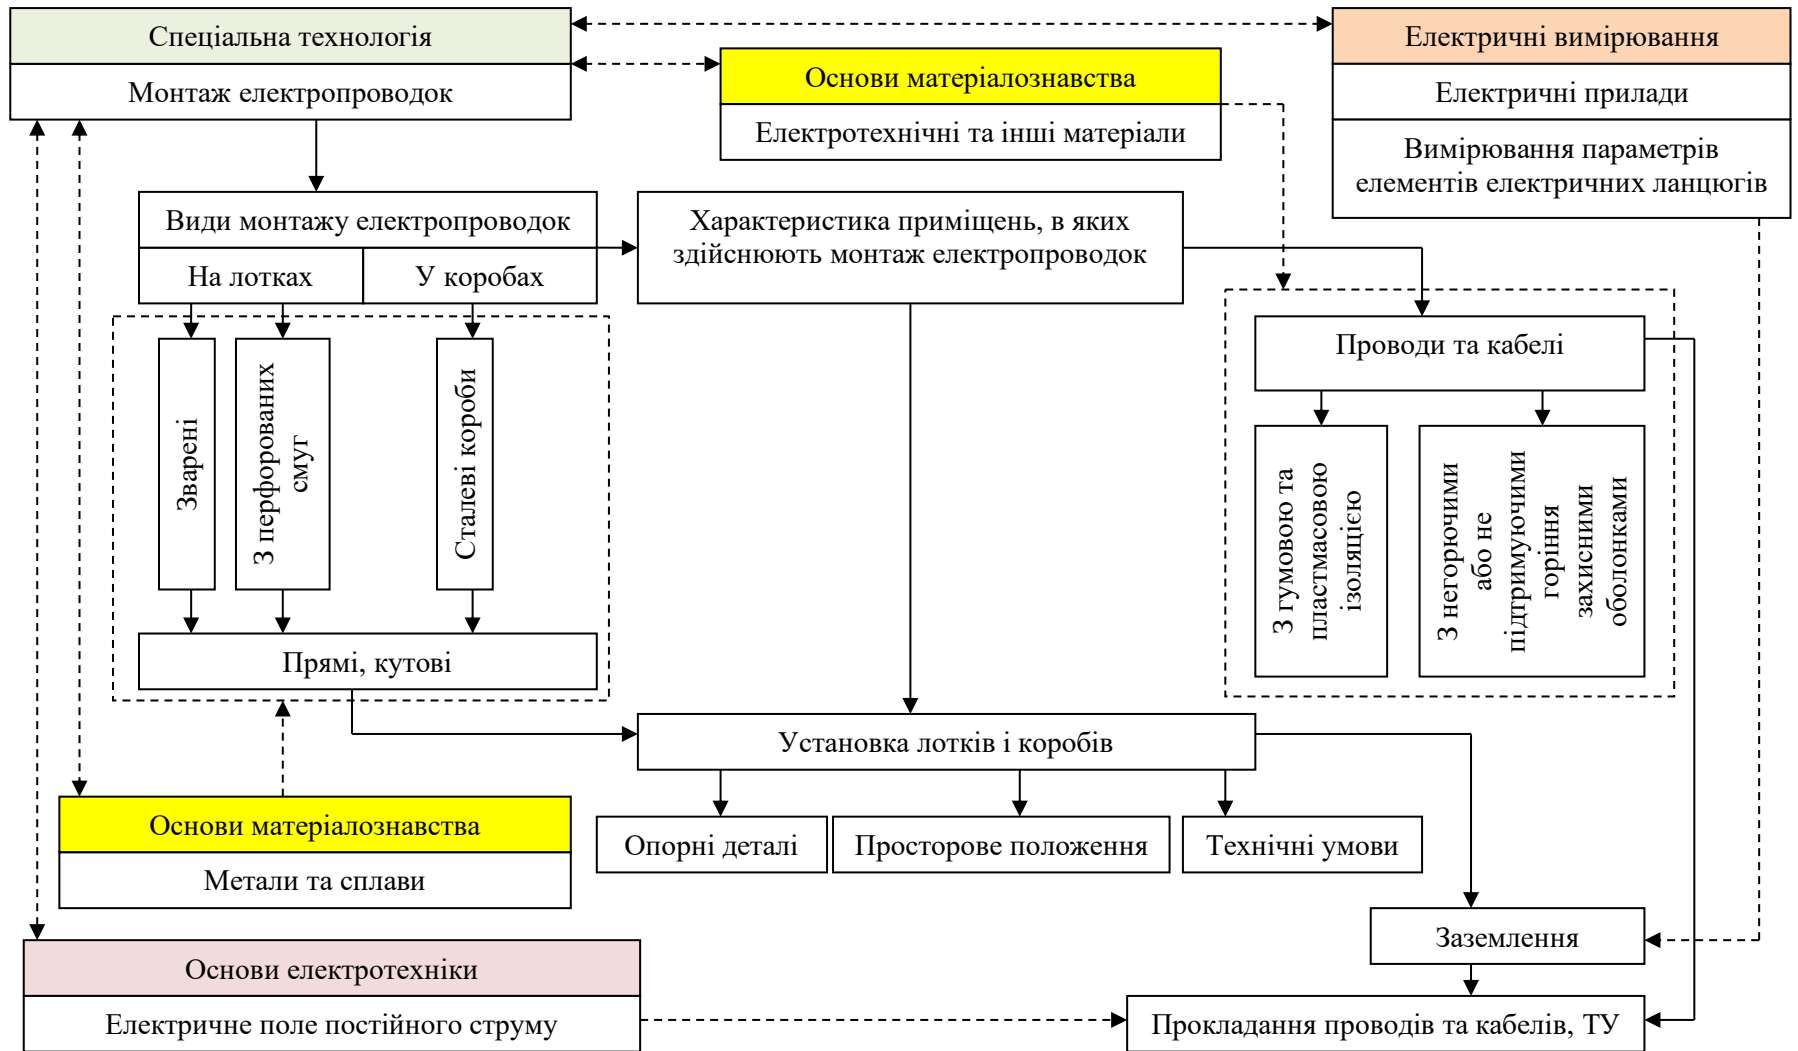 Спеціальна технологія
Монтаж електропроводок
Основи матеріалознавства
Електротехнічні та інші матеріали
Електричні вимірювання
Електричні прилади
Вимірювання параметрів
елементів електричних ланцюгів
Види монтажу електропроводок
На лотках
У коробах
Характеристика приміщень, в яких
здійснюють монтаж електропроводок
Зварені
З перфорованих
смуг
Сталеві короби
Прямі, кутові
Проводи та кабелі
З гумовою та
пластмасовою
ізоляцією
З негорючими
або не
підтримуючими
горіння
захисними
оболонками
Установка лотків і коробів
Опорні деталі
Просторове положення
Технічні умови
Основи матеріалознавства
Метали та сплави
Заземлення
Основи електротехніки
Електричне поле постійного струму
Прокладання проводів та кабелів, ТУ